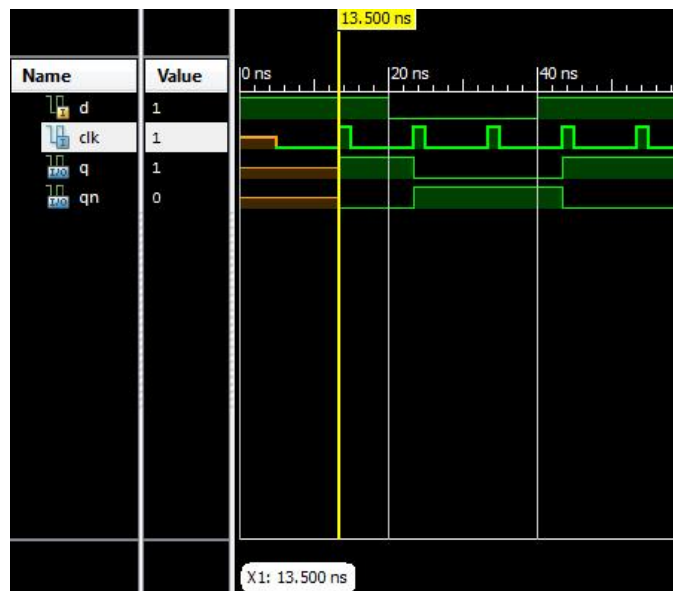 13.500 ns
Name Value 0 ns 20 ns 40 ns
d 1
clk 1
I/O q 1
I/O qn 0
X1: 13.500 ns